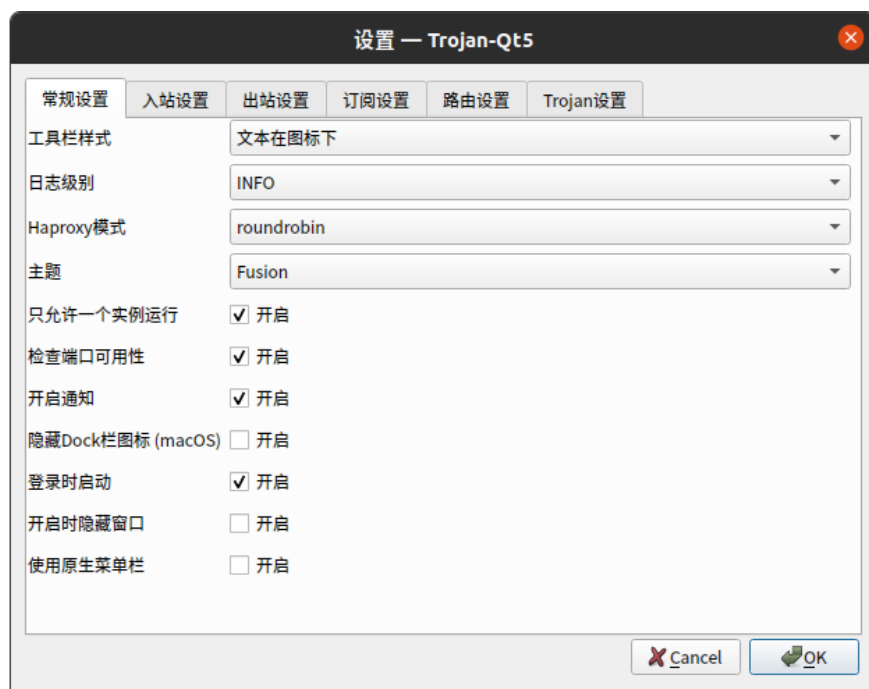 设置 — Trojan-Qt5
常规设置 入站设置 出站设置 订阅设置 路由设置 Trojan设置
工具栏样式 文本在图标下
日志级别 INFO
Haproxy模式 roundrobin
主题 Fusion
只允许一个实例运行 开启
检查端口可用性 开启
开启通知 开启
隐藏Dock栏图标 (macOS) 开启
登录时启动 开启
开启时隐藏窗口 开启
使用原生菜单栏 开启
Cancel OK